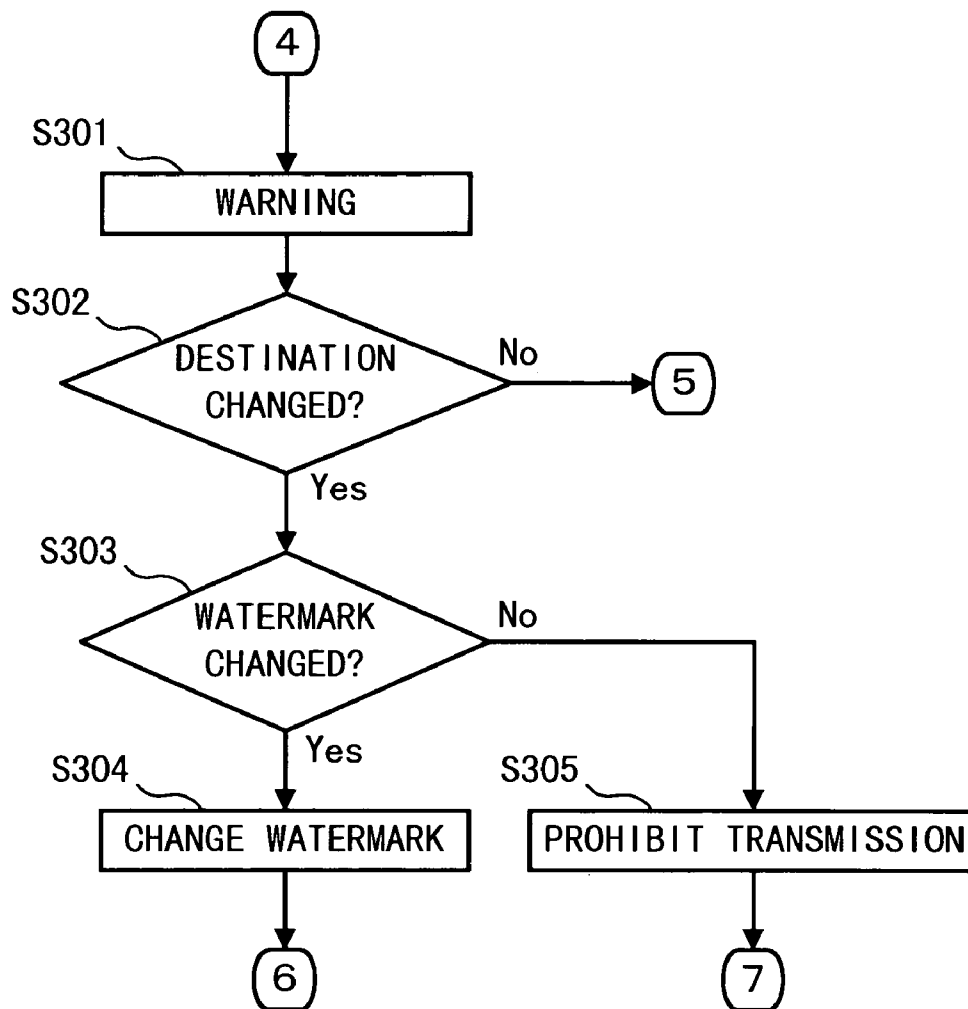 4
S301
WARNING
S302
DESTINATION
CHANGED?
No
5
Yes
S303
WATERMARK
CHANGED?
No
Yes
S304
CHANGE WATERMARK
S305
PROHIBIT TRANSMISSION
6
7